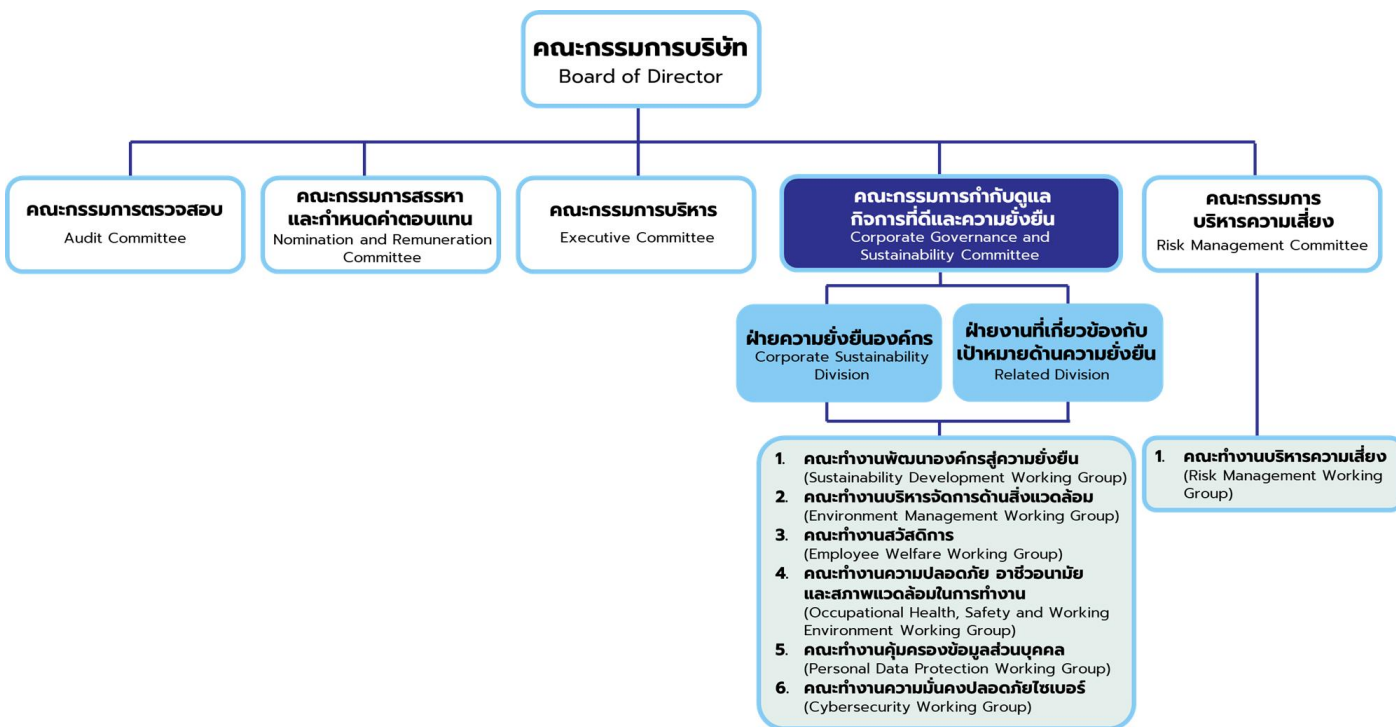 คณะกรรมการบริษัท
Board of Director
คณะกรรมการตรวจสอบ
Audit Committee
คณะกรรมการสรรหา
และกำหนดค่าตอบแทน
Nomination and Remuneration
Committee
คณะกรรมการบริหาร
Executive Committee
คณะกรรมการกำกับดูแล
กิจการที่ดีและความยั่งยืน
Corporate Governance and
Sustainability Committee
คณะกรรมการ
บริหารความเสี่ยง
Risk Management Committee
ฝ่ายความยั่งยืนองค์กร
Corporate Sustainability
Division
ฝ่ายงานที่เกี่ยวข้องกับ
เป้าหมายด้านความยั่งยืน
Related Division
1. คณะทำงานพัฒนาองค์กรสู่ความยั่งยืน
(Sustainability Development Working Group)
2. คณะทำงานบริหารจัดการด้านสิ่งแวดล้อม
(Environment Management Working Group)
3. คณะทำงานสวัสดิการ
(Employee Welfare Working Group)
4. คณะทำงานความปลอดภัย อาชีวอนามัย
และสภาพแวดล้อมในการทำงาน
(Occupational Health, Safety and Working
Environment Working Group)
5. คณะทำงานคุ้มครองข้อมูลส่วนบุคคล
(Personal Data Protection Working Group)
6. คณะทำงานความมั่นคงปลอดภัยไซเบอร์
(Cybersecurity Working Group)
1. คณะทำงานบริหารความเสี่ยง
(Risk Management Working
Group)